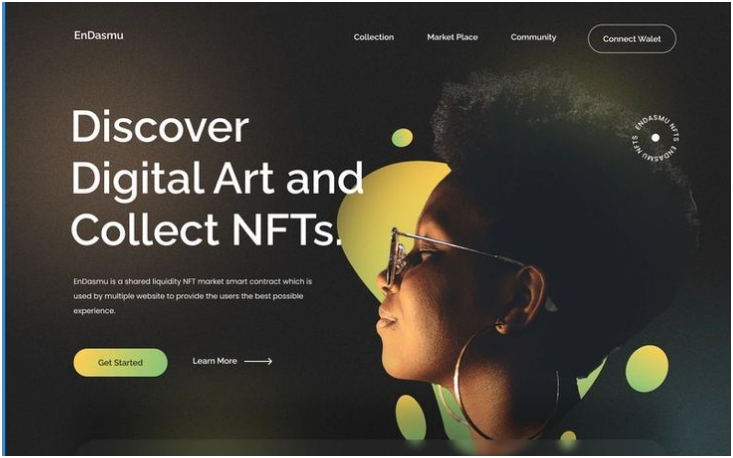 EnDasmu
Collection
Market Place
Community
Connect Walet
Discover
Digital Art and
Collect NFTs.
ENDASMU NFTS ENDASMU NFTS
EnDasmu is a shared liquidity NFT market smart contract which is
used by multiple website to provide the users the best possible
experience.
Get Started
Learn More